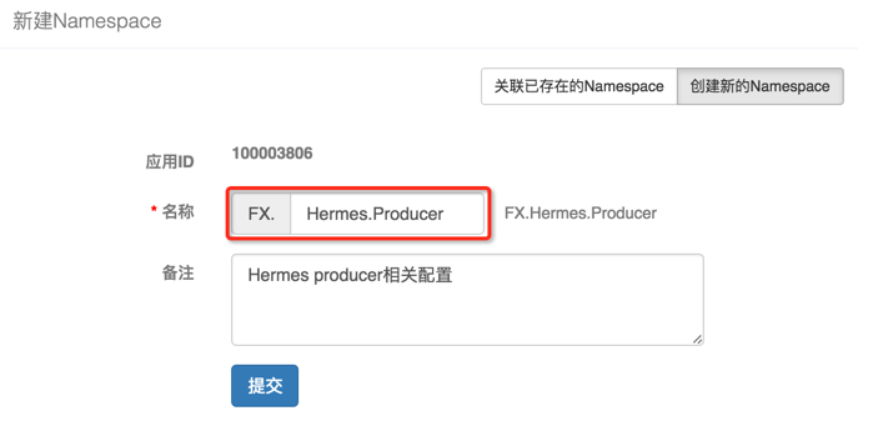 新建Namespace
关联已存在的Namespace 创建新的Namespace
应用ID 100003806
* 名称 FX. Hermes.Producer FX.Hermes.Producer
备注 Hermes producer相关配置
提交